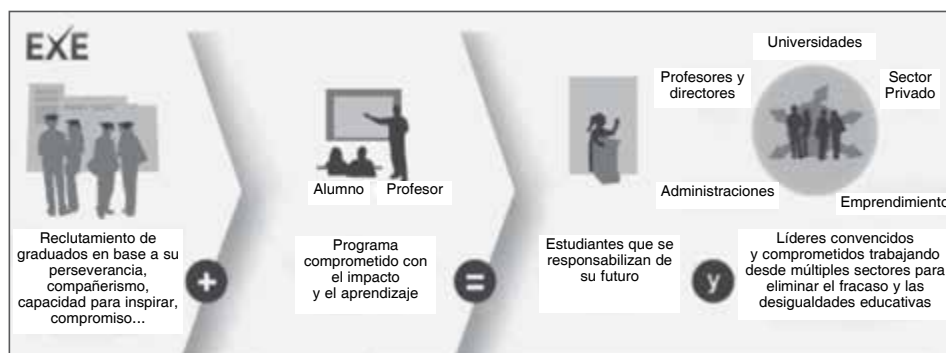 EXE
Universidades
Profesores y
directores
Sector
Privado
Alumno
Profesor
Administraciones
Emprendimiento
Reclutamiento de
graduados en base a su
perseverancia,
compañerismo,
capacidad para inspirar,
compromiso...
+
Programa
comprometido con
el impacto
y el aprendizaje
=
Estudiantes que se
responsabilizan de
su futuro
y
Líderes convencidos
y comprometidos trabajando
desde múltiples sectores para
eliminar el fracaso y las
desigualdades educativas